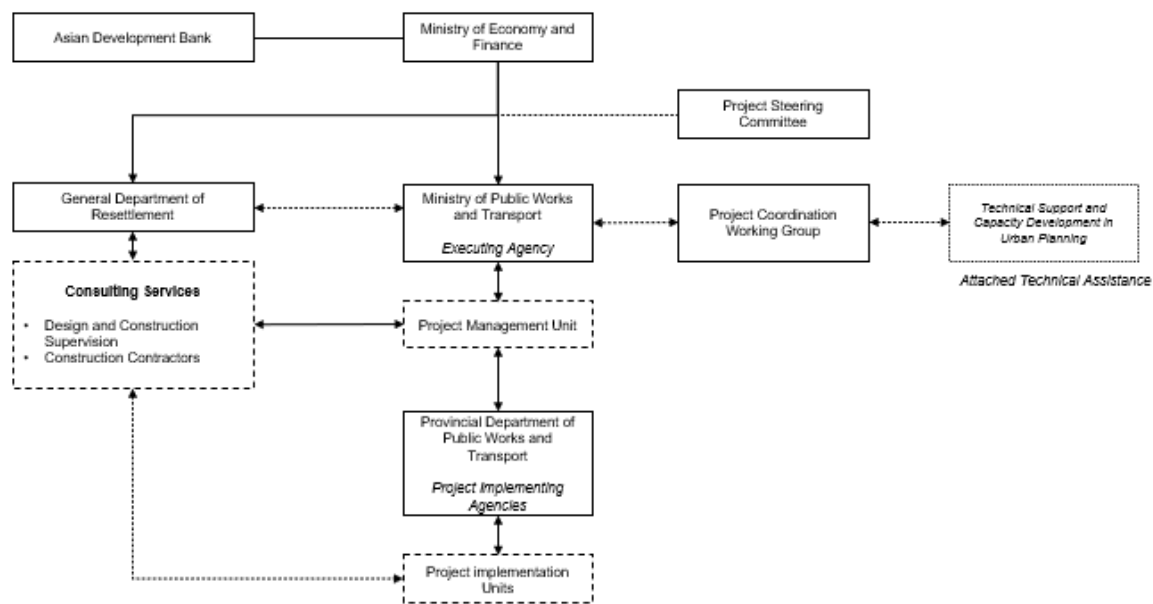 Asian Development Bank
Ministry of Economy and
Finance
Project Steering
Committee
General Department of
Resettlement
Ministry of Public Works
and Transport
Executing Agency
Project Coordination
Working Group
Technical Support and
Capacity Development in
Urban Planning
Attached Technical Assistance
Consulting Services
• Design and Construction
Supervision
• Construction Contractors
Project Management Unit
Provincial Department of
Public Works and
Transport
Project Implementing
Agencies
Project implementation
Units